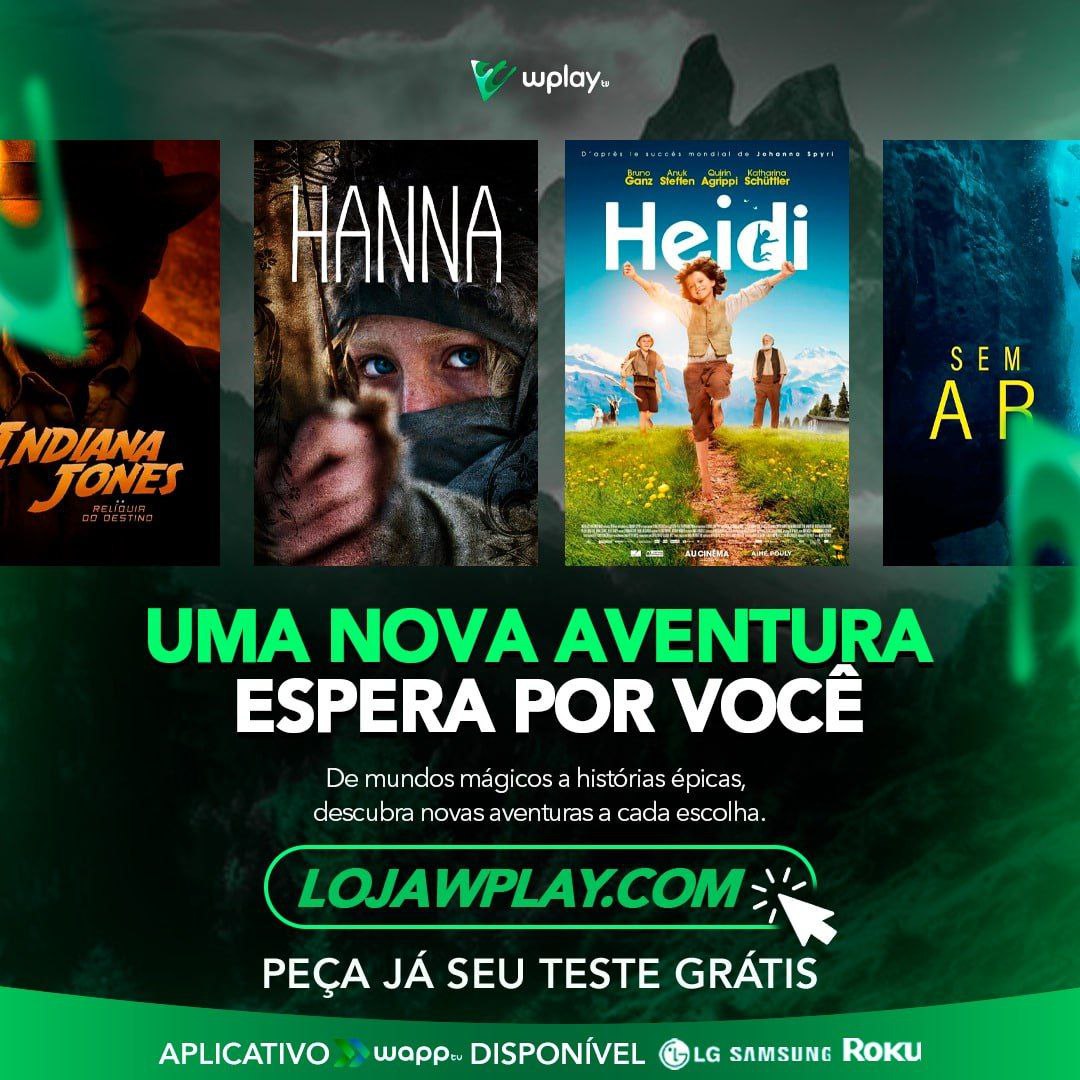 wplay tv
INDIANA
JONES
RELÍQUIA
DO DESTINO
HANNA
D'après le succès mondial de Johanna Spyri
Bruno Ganz Anuk Steffen Quirin Agrippi Katharina Schüttler
Heidi
AU CINÉMA
SEM
AR
UMA NOVA AVENTURA
ESPERA POR VOCÊ
De mundos mágicos a histórias épicas,
descubra novas aventuras a cada escolha.
LOJAWPLAY.COM
PEÇA JÁ SEU TESTE GRÁTIS
APLICATIVO wapp tv DISPONÍVEL LG SAMSUNG ROKU